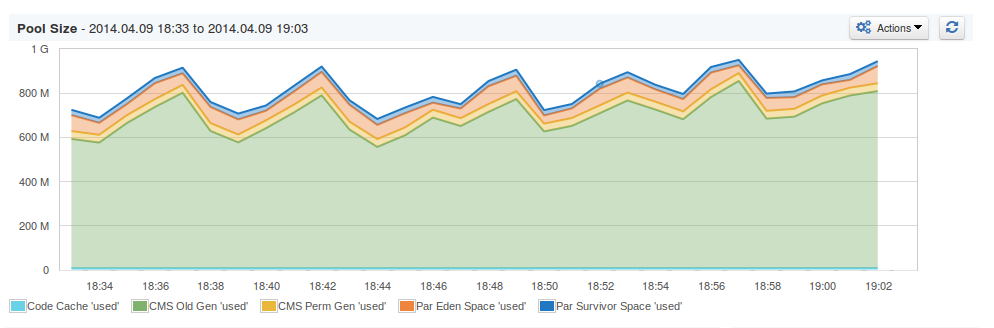 Pool Size - 2014.04.09 18:33 to 2014.04.09 19:03
Actions
1 G
800 M
600 M
400 M
200 M
0
18:34 18:36 18:38 18:40 18:42 18:44 18:46 18:48 18:50 18:52 18:54 18:56 18:58 19:00 19:02
Code Cache 'used' CMS Old Gen 'used' CMS Perm Gen 'used' Par Eden Space 'used' Par Survivor Space 'used'